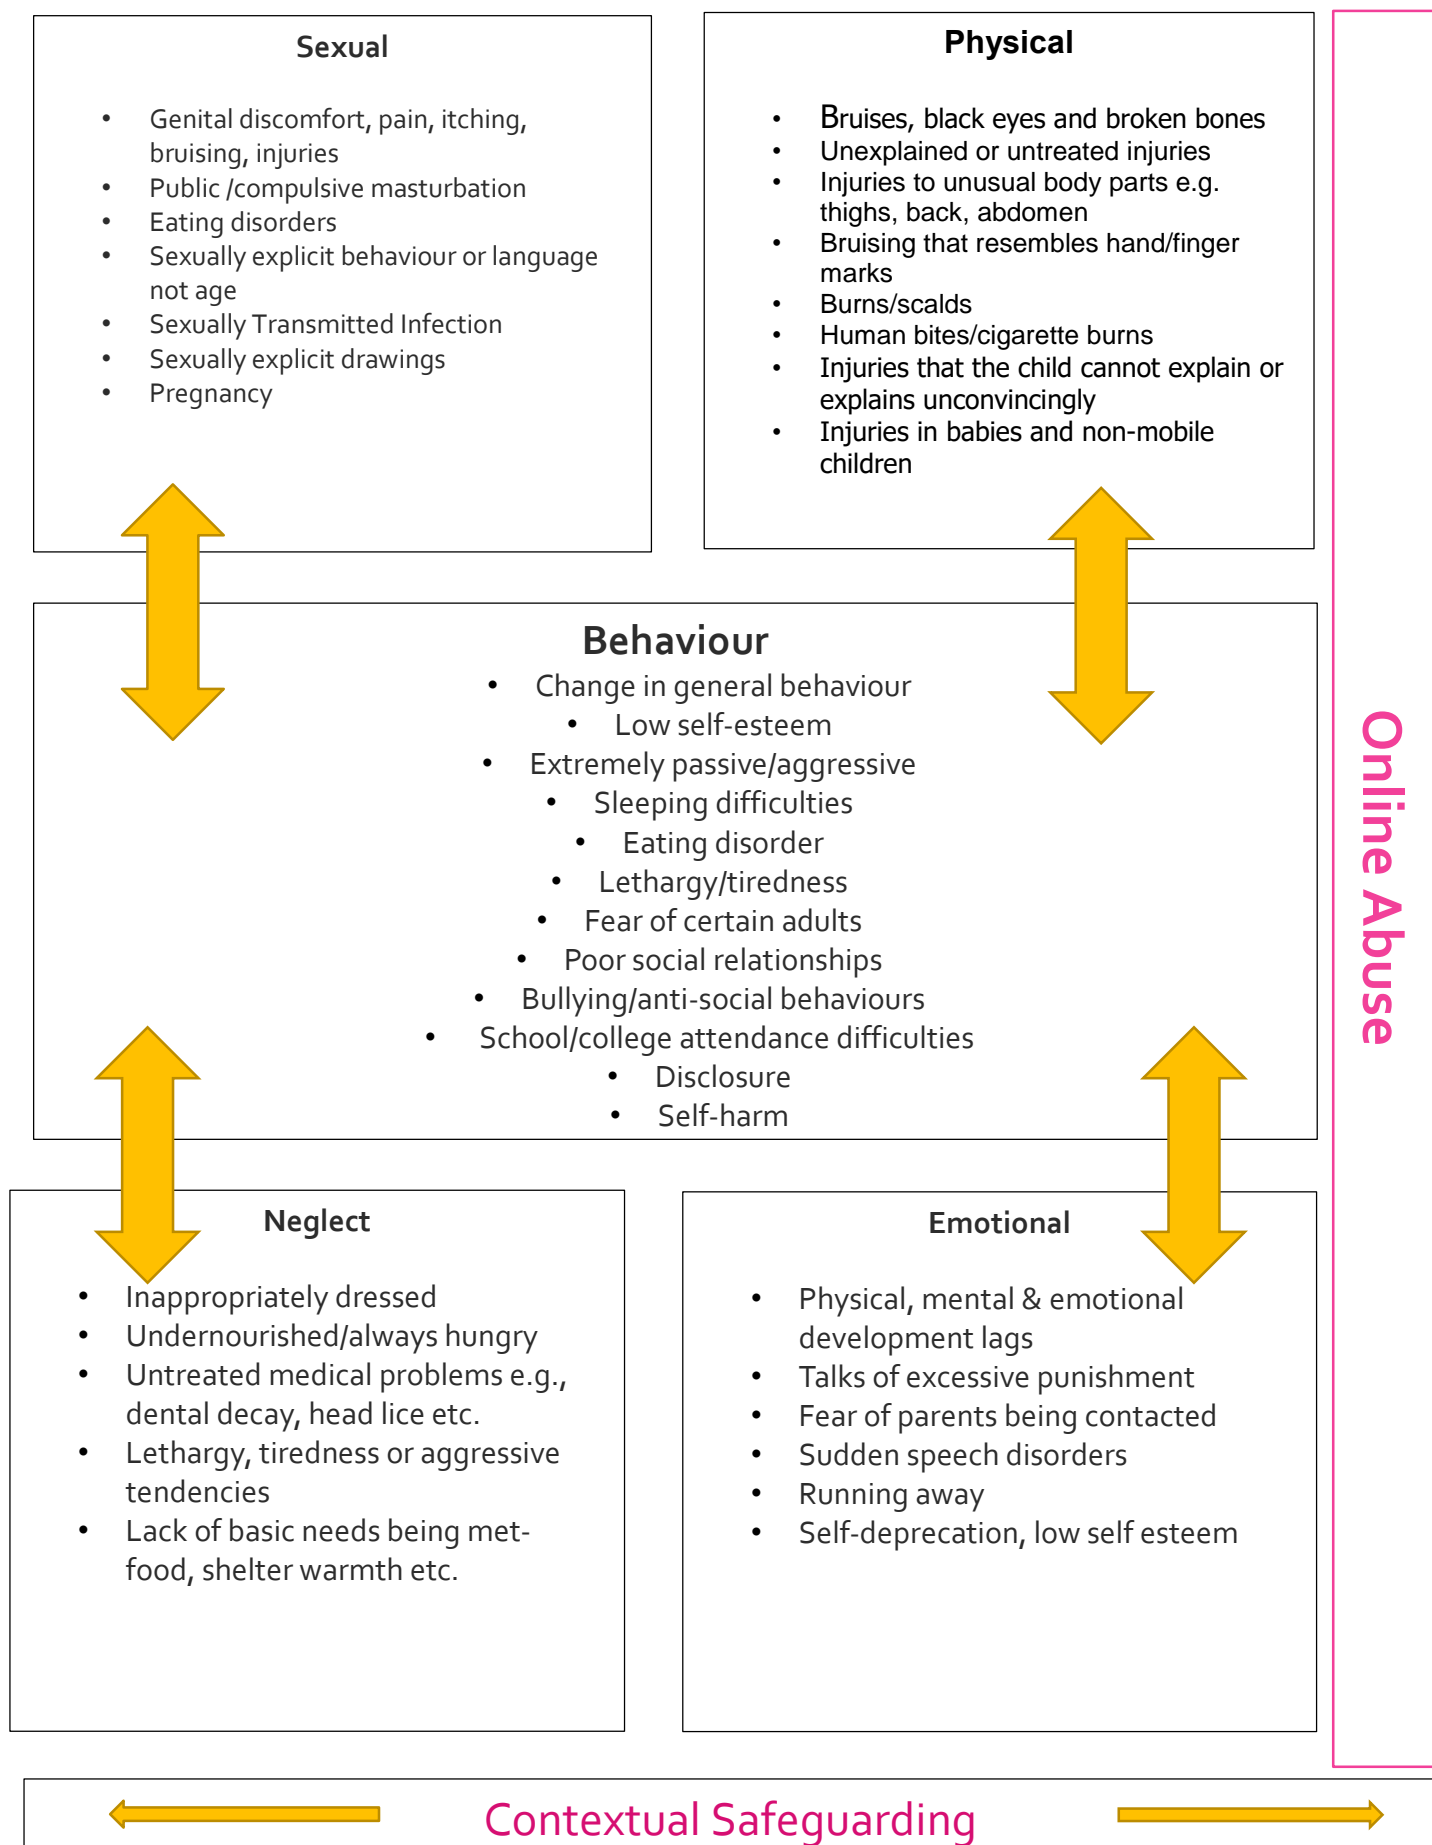 Sexual
• Genital discomfort, pain, itching,
bruising, injuries
• Public /compulsive masturbation
• Eating disorders
• Sexually explicit behaviour or language
not age
• Sexually Transmitted Infection
• Sexually explicit drawings
• Pregnancy
Physical
• Bruises, black eyes and broken bones
• Unexplained or untreated injuries
• Injuries to unusual body parts e.g.
thighs, back, abdomen
• Bruising that resembles hand/finger
marks
• Burns/scalds
• Human bites/cigarette burns
• Injuries that the child cannot explain or
explains unconvincingly
• Injuries in babies and non-mobile
children
Behaviour
• Change in general behaviour
• Low self-esteem
• Extremely passive/aggressive
• Sleeping difficulties
• Eating disorder
• Lethargy/tiredness
• Fear of certain adults
• Poor social relationships
• Bullying/anti-social behaviours
• School/college attendance difficulties
• Disclosure
• Self-harm
Neglect
• Inappropriately dressed
• Undernourished/always hungry
• Untreated medical problems e.g.,
dental decay, head lice etc.
• Lethargy, tiredness or aggressive
tendencies
• Lack of basic needs being met-
food, shelter warmth etc.
Emotional
• Physical, mental & emotional
development lags
• Talks of excessive punishment
• Fear of parents being contacted
• Sudden speech disorders
• Running away
• Self-deprecation, low self esteem
Online Abuse
Contextual Safeguarding